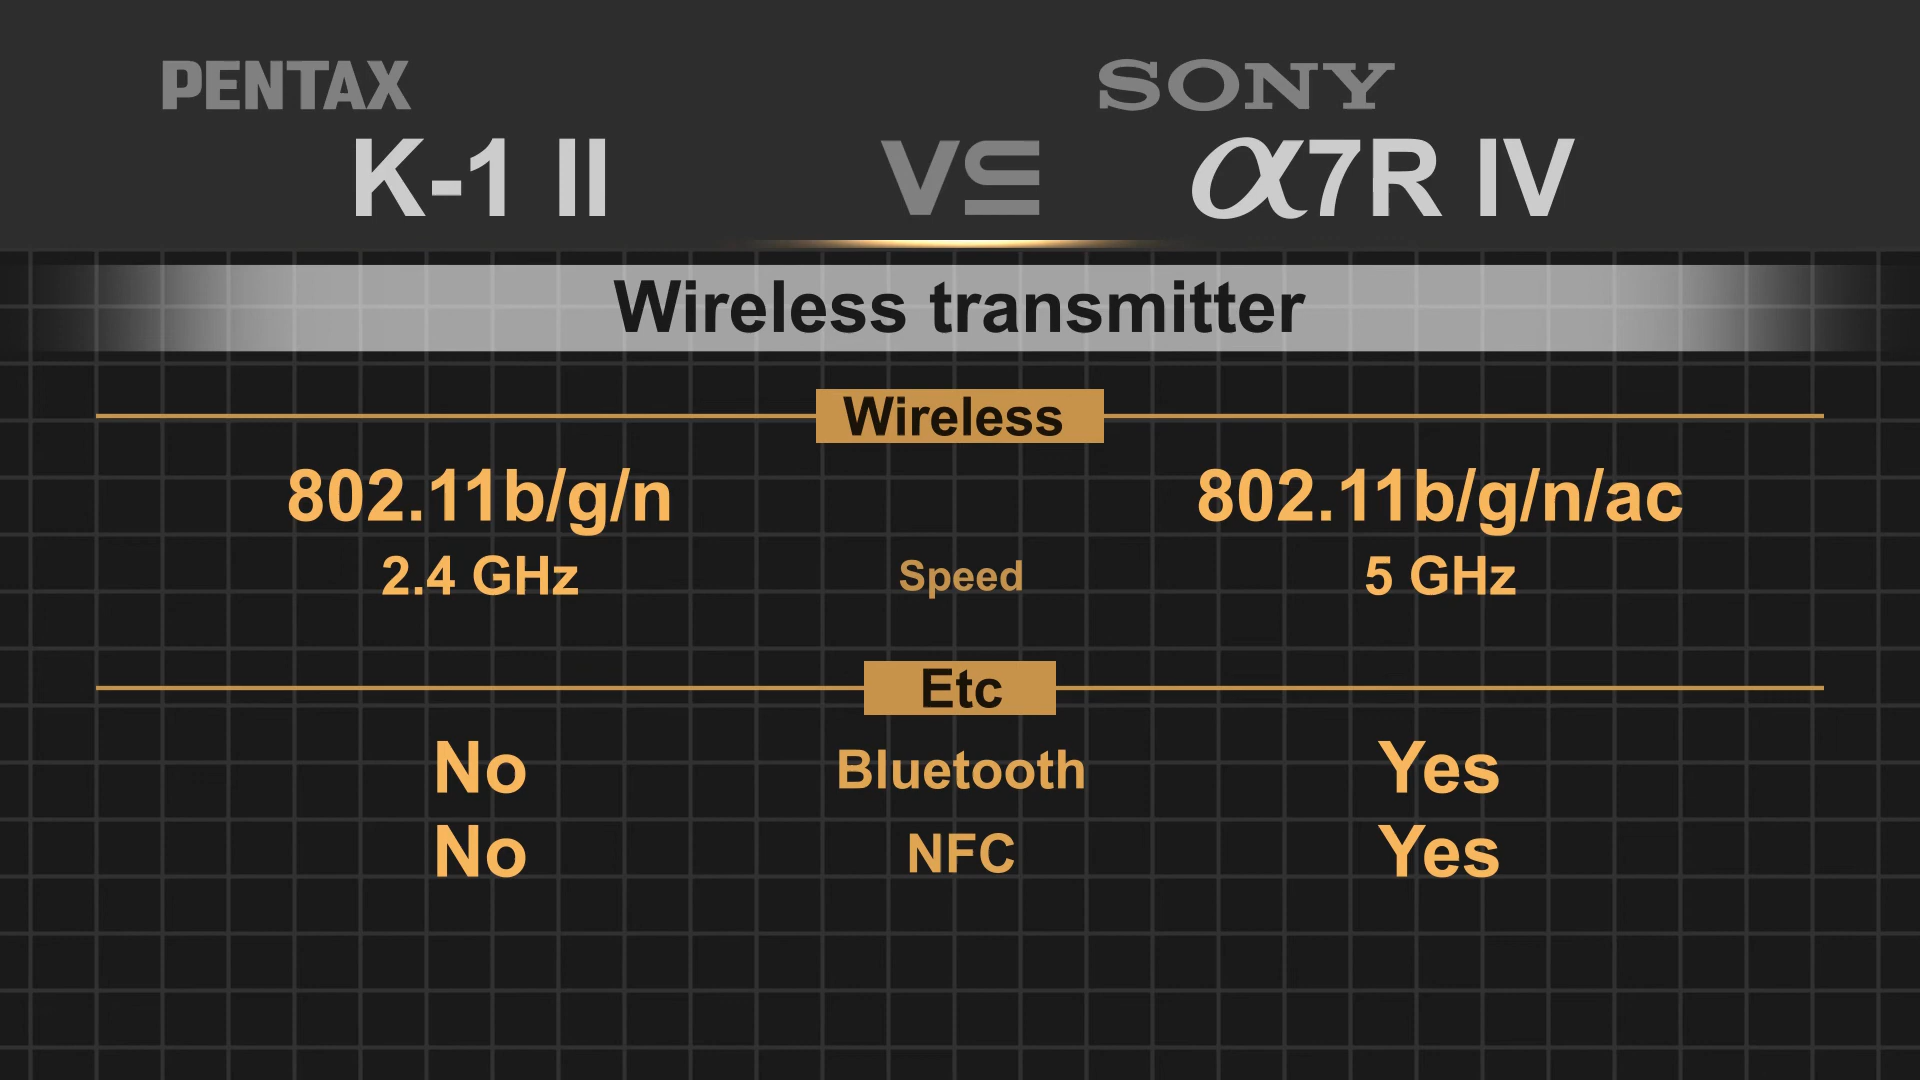 PENTAX
SONY
K-1 II
VS
α7R IV
Wireless transmitter
Wireless
802.11b/g/n
802.11b/g/n/ac
2.4 GHz
Speed
5 GHz
Etc
No
Bluetooth
Yes
No
NFC
Yes